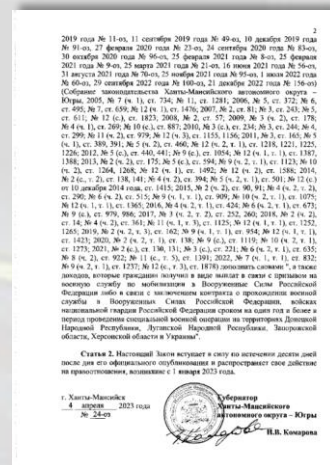 2
2019 года № 11-оз, 11 сентября 2019 года № 49-оз, 10 декабря 2019 года
№ 91-оз, 27 февраля 2020 года № 23-оз, 24 сентября 2020 года № 83-оз,
30 октября 2020 года № 96-оз, 25 февраля 2021 года № 8-оз, 25 февраля
2021 года № 9-оз, 25 марта 2021 года № 21-оз, 16 июня 2021 года № 56-оз,
31 августа 2021 года № 70-оз, 25 ноября 2021 года № 95-оз, 1 июля 2022 года
№ 60-оз, 29 сентября 2022 года № 100-оз, 21 декабря 2022 года № 156-оз)
(Собрание законодательства Ханты-Мансийского автономного округа –
Югры, 2005, № 7 (ч. 1), ст. 734; № 11, ст. 1281; 2006, № 5, ст. 372; № 6,
ст. 495; № 7, ст. 659; № 12 (ч. 1), ст. 1476; 2007, № 2, ст. 81; № 3, ст. 243; № 5,
ст. 611; № 12 (с.), ст. 1823; 2008, № 2, ст. 57; 2009, № 3 (ч. 2), ст. 178;
№ 4 (ч. 1), ст. 269; № 10 (с.), ст. 887; 2010, № 3 (с.), ст. 234; № 3, ст. 244; № 4,
ст. 299; № 11 (ч. 2), ст. 979; № 12 (ч. 3), ст. 1155, 1156; 2011, № 3, ст. 165; № 5
(ч. 1), ст. 389, 391; № 5 (ч. 2), ст. 460; № 12 (ч. 2, т. 1), ст. 1218, 1221, 1225,
1226; 2012, № 5 (с.), ст. 440, 441; № 9 (с.), ст. 1054; № 12 (ч. 1, т. 1), ст. 1387,
1388; 2013, № 2 (ч. 2), ст. 175; № 5 (с.), ст. 594; № 9 (ч. 2, т. 1), ст. 1123; № 10
(ч. 2), ст. 1264, 1268; № 12 (ч. 1), ст. 1492; № 12 (ч. 2), ст. 1588; 2014,
№ 2 (с., т. 2), ст. 138, 141; № 4 (ч. 2), ст. 394; № 5 (ч. 2, т. 1), ст. 501; № 12 (с.)
от 10 декабря 2014 года, ст. 1415; 2015, № 2 (ч. 2), ст. 90, 91; № 4 (ч. 2, т. 2),
ст. 290; № 6 (ч. 2), ст. 515; № 9 (ч. 1, т. 1), ст. 909; № 10 (ч. 2, т. 1), ст. 1075;
№ 12 (ч. 1, т. 1), ст. 1365; 2016, № 4 (ч. 2, т. 1), ст. 424; № 6 (ч. 2, т. 1), ст. 673;
№ 9 (с.), ст. 979, 986; 2017, № 3 (ч. 2, т. 2), ст. 252, 260; 2018, № 2 (ч. 2),
ст. 14; № 4 (ч. 2), ст. 361; № 11 (ч. 1, т. 3), ст. 1125; № 12 (ч. 1, т. 1), ст. 1252,
1265; 2019, № 2 (ч. 2, т. 3), ст. 162; № 9 (ч. 1, т. 1), ст. 954; № 12 (ч. 1, т. 1),
ст. 1423; 2020, № 2 (ч. 2, т. 1), ст. 138; № 9 (с.), ст. 1119; № 10 (ч. 2, т. 1),
ст. 1273; 2021, № 2 (с.), ст. 130, 131; № 3 (с.), ст. 221; № 6 (ч. 2, т. 1), ст. 635;
№ 8 (ч. 2), ст. 922; № 11 (с., т. 5), ст. 1391; 2022, № 7 (ч. 1, т. 1), ст. 832;
№ 9 (ч. 2, т. 1), ст. 1237; № 12 (с., т. 3), ст. 1878) дополнить словами ", а также
доходов, которые гражданин получил в виде выплат в связи с призывом на
военную службу по мобилизации в Вооруженные Силы Российской
Федерации либо в связи с заключением контракта о прохождении военной
службы в Вооруженных Силах Российской Федерации, войсках
национальной гвардии Российской Федерации сроком на один год и более в
период проведения специальной военной операции на территориях Донецкой
Народной Республики, Луганской Народной Республики, Запорожской
области, Херсонской области и Украины".
Статья 2. Настоящий Закон вступает в силу по истечении десяти дней
после дня его официального опубликования и распространяет свое действие
на правоотношения, возникшие с 1 января 2023 года.
г. Ханты-Мансийск
4 апреля 2023 года
№ 24-оз
Губернатор
Ханты-Мансийского
автономного округа – Югры
Н.В. Комарова